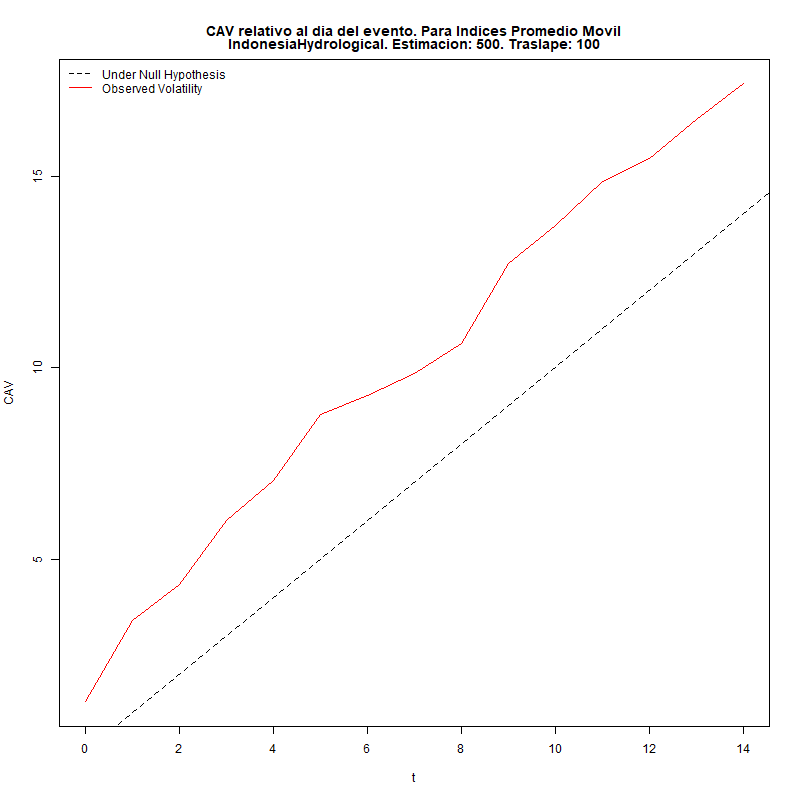 CAV relativo al dia del evento. Para Indices Promedio Movil
IndonesiaHydrological. Estimacion: 500. Traslape: 100
Under Null Hypothesis
Observed Volatility
15
10
5
CAV
0 2 4 6 8 10 12 14
t